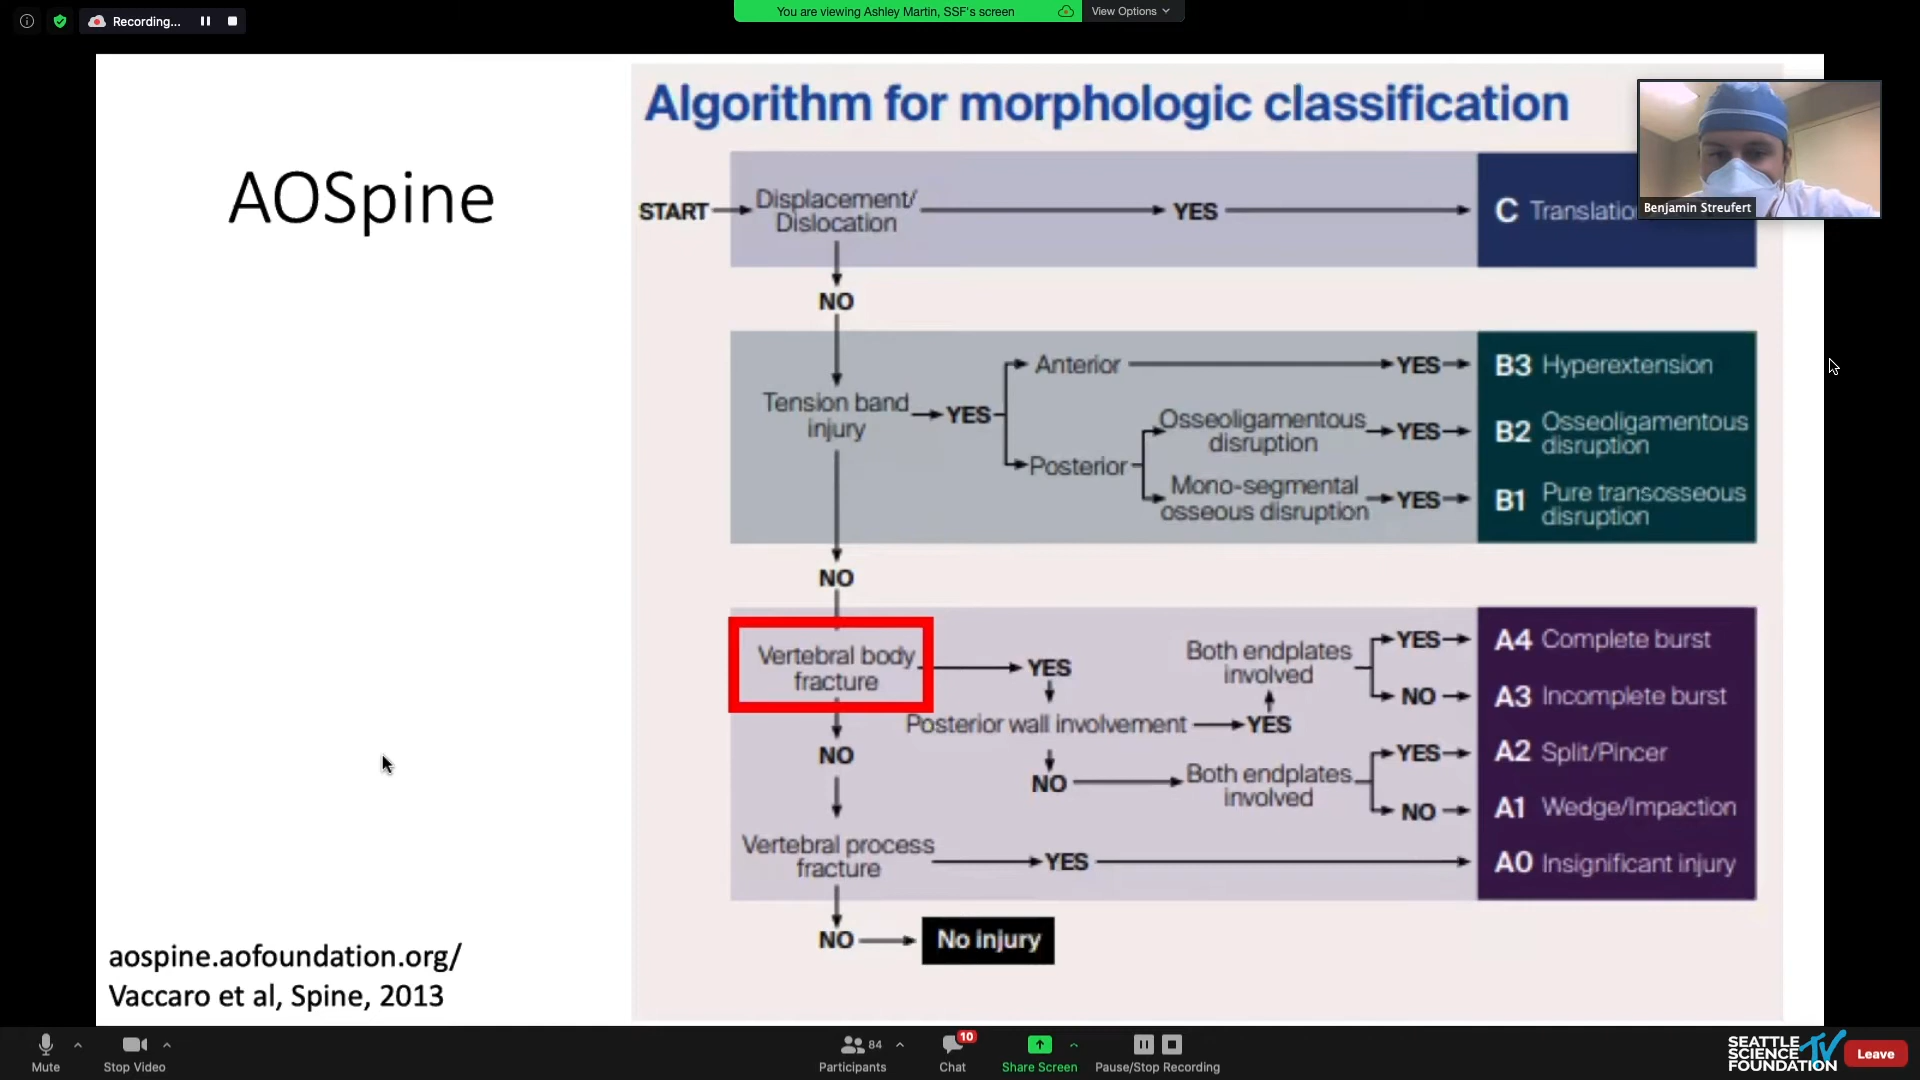 Recording...
You are viewing Ashley Martin, SSF's screen
View Options
Algorithm for morphologic classification
AOSpine
START
Displacement/
Dislocation
YES
C
Benjamin Streufert
NO
Tension band
injury
YES
Anterior
YES
B3 Hyperextension
Posterior
Osseoligamentous
disruption
YES
B2 Osseoligamentous
disruption
Mono-segmental
osseous disruption
YES
B1 Pure transosseous
disruption
NO
Vertebral body
fracture
YES
Posterior wall involvement
YES
Both endplates
involved
YES
A4 Complete burst
NO
A3 Incomplete burst
NO
Both endplates
involved
YES
A2 Split/Pincer
NO
A1 Wedge/Impaction
NO
Vertebral process
fracture
YES
A0 Insignificant injury
NO
No injury
aospine.aofoundation.org/
Vaccaro et al, Spine, 2013
Mute
Stop Video
84
Participants
10
Chat
Share Screen
Pause/Stop Recording
SEATTLE
SCIENCE
FOUNDATION
TV
Leave